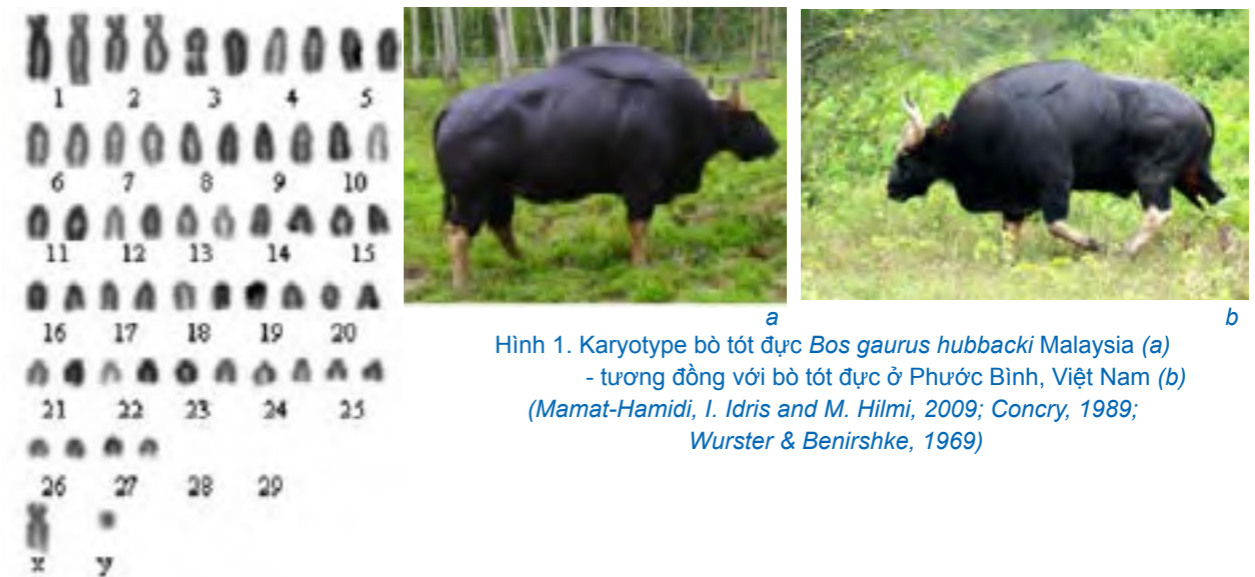 1 2 3 4 5
6 7 8 9 10
11 12 13 14 15
16 17 18 19 20
21 22 23 24 25
26 27 28 29
x y
a b
Hình 1. Karyotype bò tót đực Bos gaurus hubbacki Malaysia (a)
- tương đồng với bò tót đực ở Phước Bình, Việt Nam (b)
(Mamat-Hamidi, I. Idris and M. Hilmi, 2009; Concry, 1989;
Wurster & Benirshke, 1969)